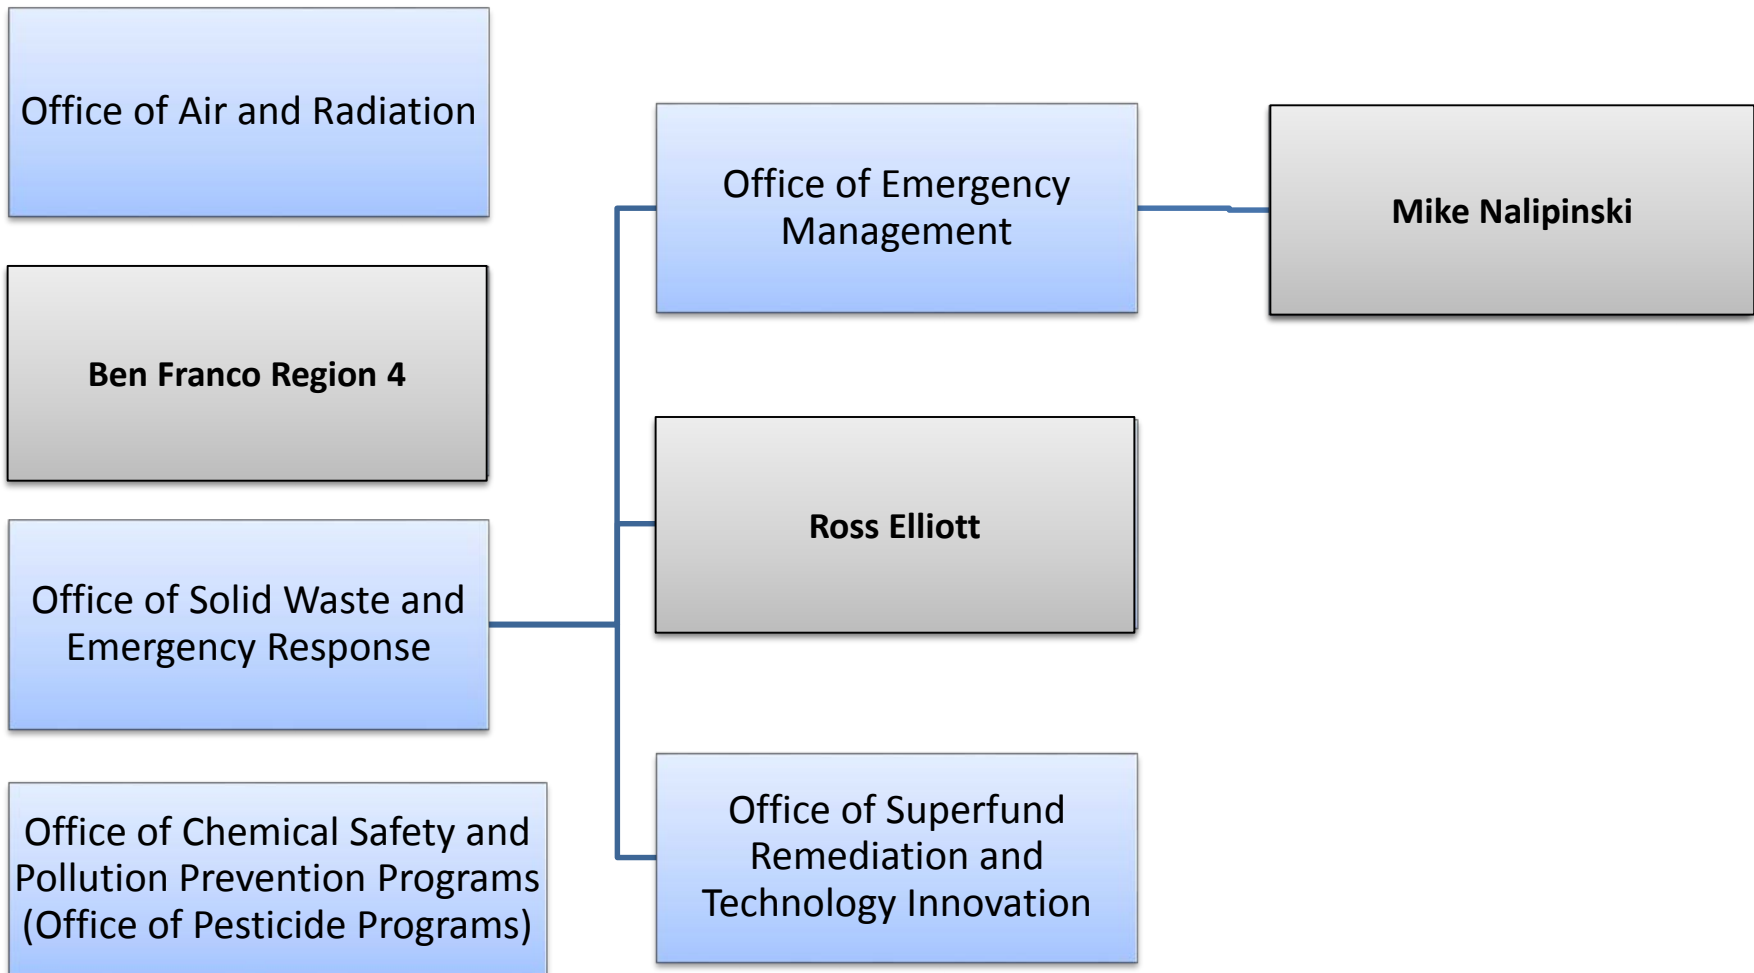 Office of Air and Radiation
Ben Franco Region 4
Office of Solid Waste and
Emergency Response
Office of Chemical Safety and
Pollution Prevention Programs
(Office of Pesticide Programs)
Office of Emergency
Management
Ross Elliott
Office of Superfund
Remediation and
Technology Innovation
Mike Nalipinski